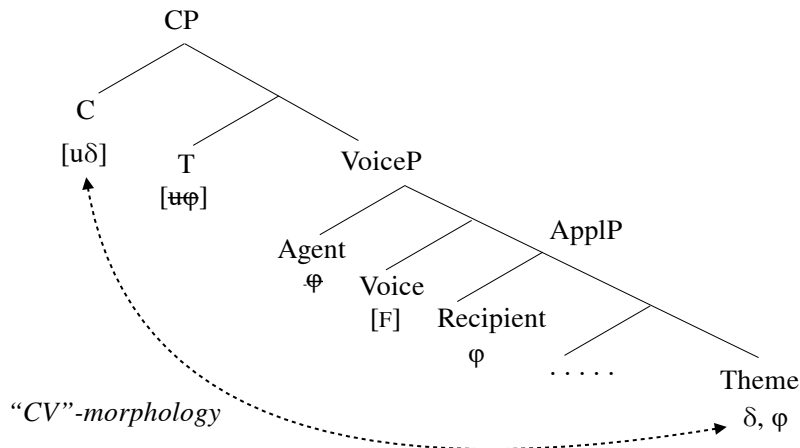 CP
C
[uδ]
T
[uφ]
VoiceP
Agent
φ
Voice
[F]
ApplP
Recipient
φ
. . . . .
Theme
δ, φ
“CV”-morphology